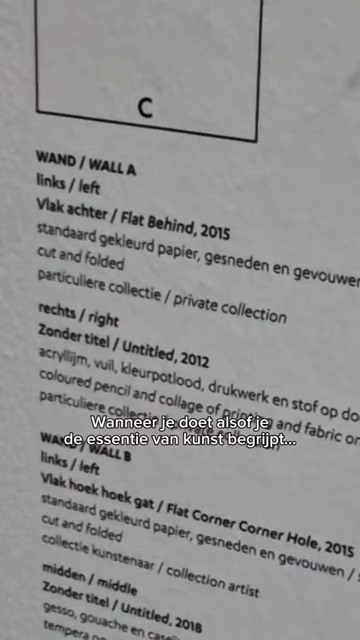 C
WAND / WALL A
links / left
Vlak achter / Flat Behind, 2015
standaard gekleurd papier, gesneden en gevouwen
cut and folded
particuliere collectie / private collection
rechts / right
Zonder titel / Untitled, 2012
acryllijm, vuil, kleurpotlood, drukwerk en stof op
coloured pencil and collage of printing and fabric
particuliere collectie
Wanneer je doet alsof je
de essentie van kunst begrijpt...
WAND / WALL B
links / left
Vlak hoek hoek gat / Flat Corner Corner Hole, 2015
standaard gekleurd papier, gesneden en gevouwen /
cut and folded
collectie kunstenaar / collection artist
midden / middle
Zonder titel / Untitled, 2018
gesso, gouache en
tempera